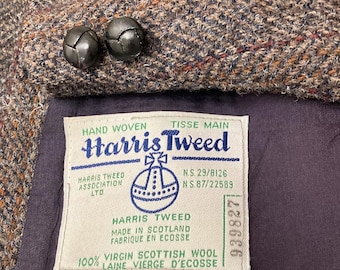 HAND WOVEN TISSE MAIN
Harris Tweed
HARRIS TWEED
ASSOCIATION
LTD
N.S. 29/8126
N.S. 87/22589
939827
HARRIS TWEED
MADE IN SCOTLAND
FABRIQUE EN ECOSSE
100% VIRGIN SCOTTISH WOOL
LAINE VIERGE D'ECOSSE